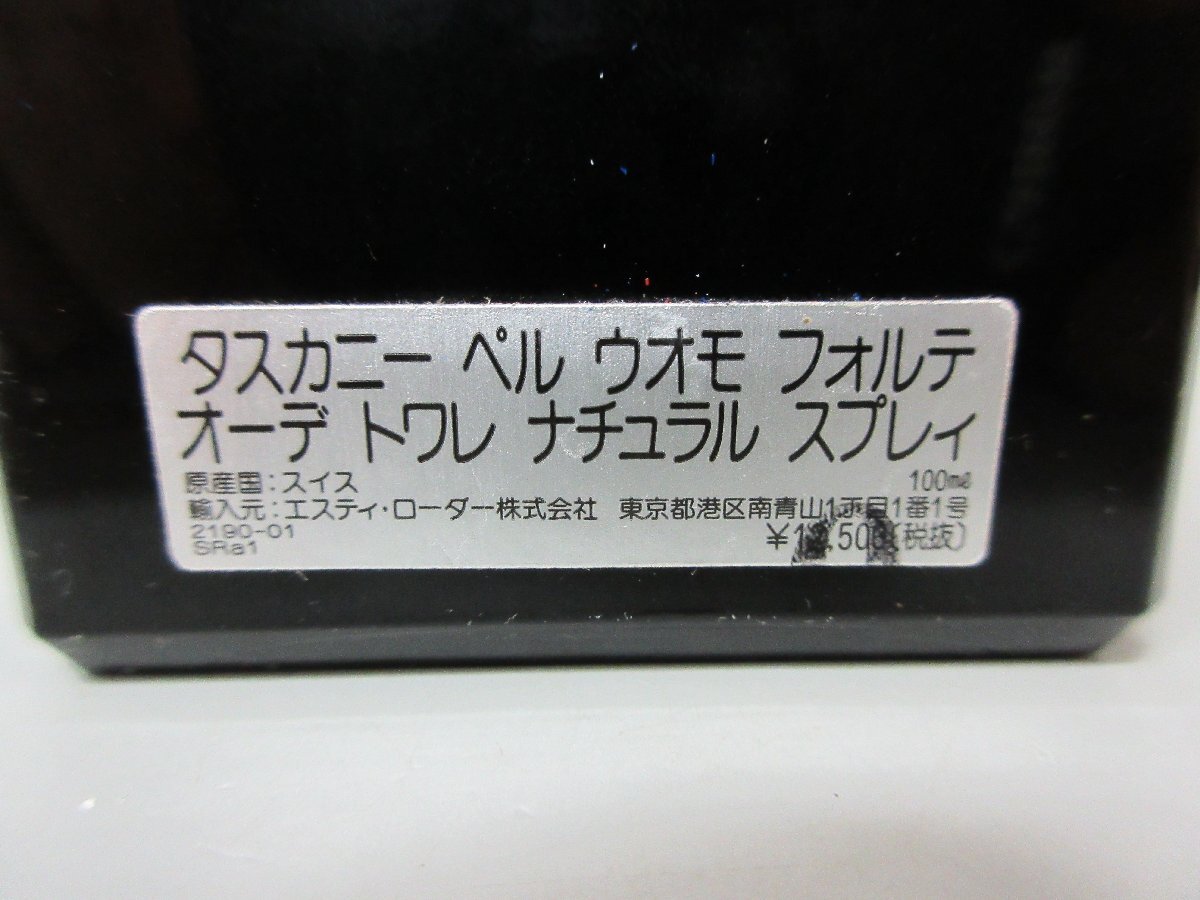 タスカニー ペル ウオモ フォルテ
オーデ トワレ ナチュラル スプレィ
原産国：スイス 100ml
輸入元：エスティ・ローダー株式会社 東京都港区南青山1丁目1番1号
2190-01
SRa1
(税抜)